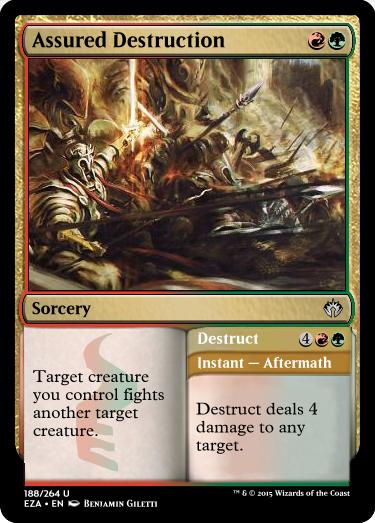 Assured Destruction
Sorcery
Target creature
you control fights
another target
creature.
Destruct 4
Instant — Aftermath
Destruct deals 4
damage to any
target.
188/264 U
EZA • EN Benjamin Giletti
™ & © 2015 Wizards of the Coast